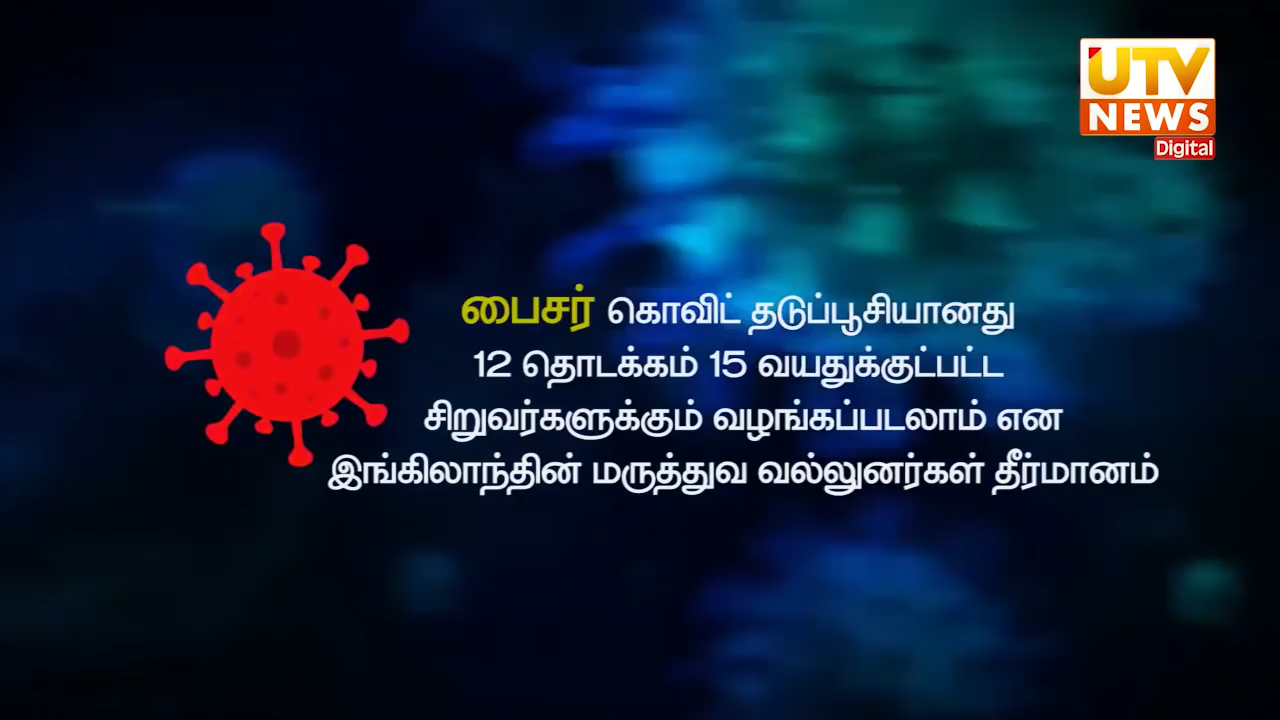 UTV
NEWS
Digital
பைசர் கொவிட் தடுப்பூசியானது
12 தொடக்கம் 15 வயதுக்குட்பட்ட
சிறுவர்களுக்கும் வழங்கப்படலாம் என
இங்கிலாந்தின் மருத்துவ வல்லுனர்கள் தீர்மானம்